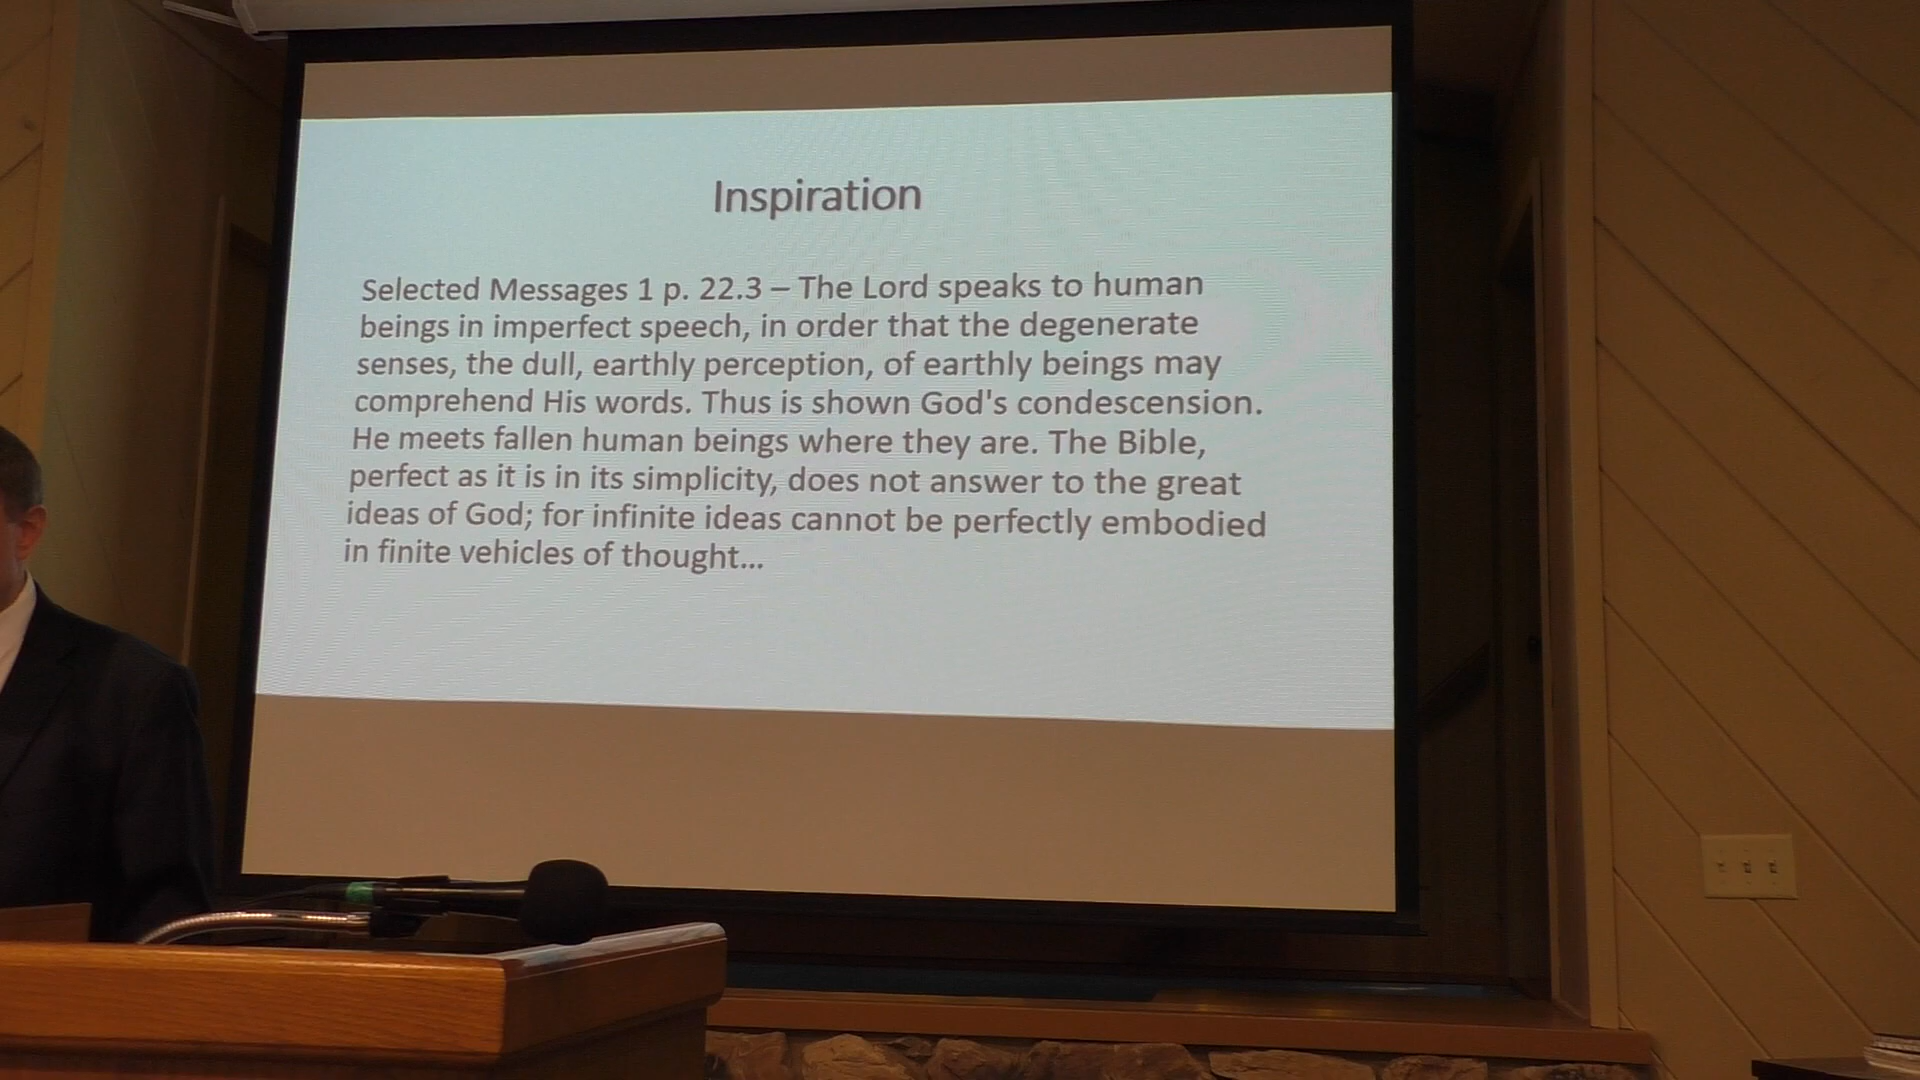 Inspiration
Selected Messages 1 p. 22.3 – The Lord speaks to human
beings in imperfect speech, in order that the degenerate
senses, the dull, earthly perception, of earthly beings may
comprehend His words. Thus is shown God's condescension.
He meets fallen human beings where they are. The Bible,
perfect as it is in its simplicity, does not answer to the great
ideas of God; for infinite ideas cannot be perfectly embodied
in finite vehicles of thought...